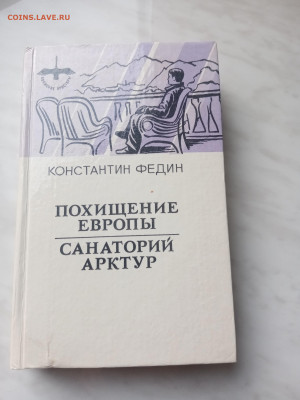 COINS.LAVE.RU
КОНСТАНТИН ФЕДИН
ПОХИЩЕНИЕ
ЕВРОПЫ
САНАТОРИЙ
АРКТУР